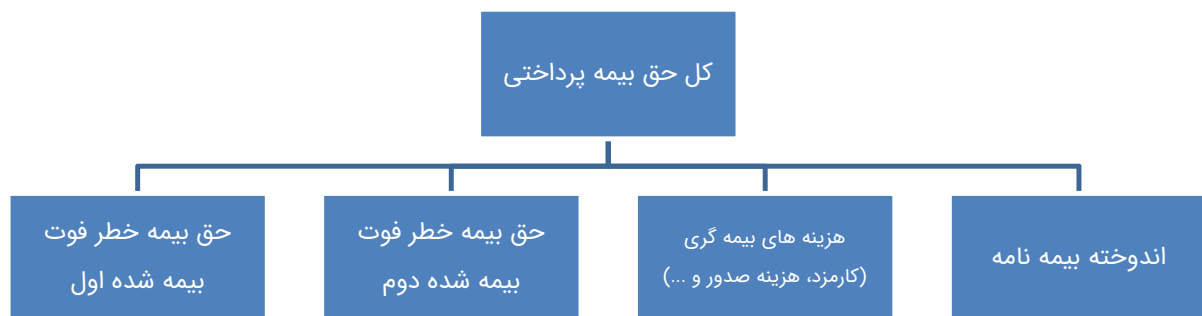 کل حق بیمه پرداختی
اندوخته بیمه نامه
هزینه های بیمه گری
(کارمزد، هزینه صدور و ...)
حق بیمه خطر فوت
بیمه شده دوم
حق بیمه خطر فوت
بیمه شده اول